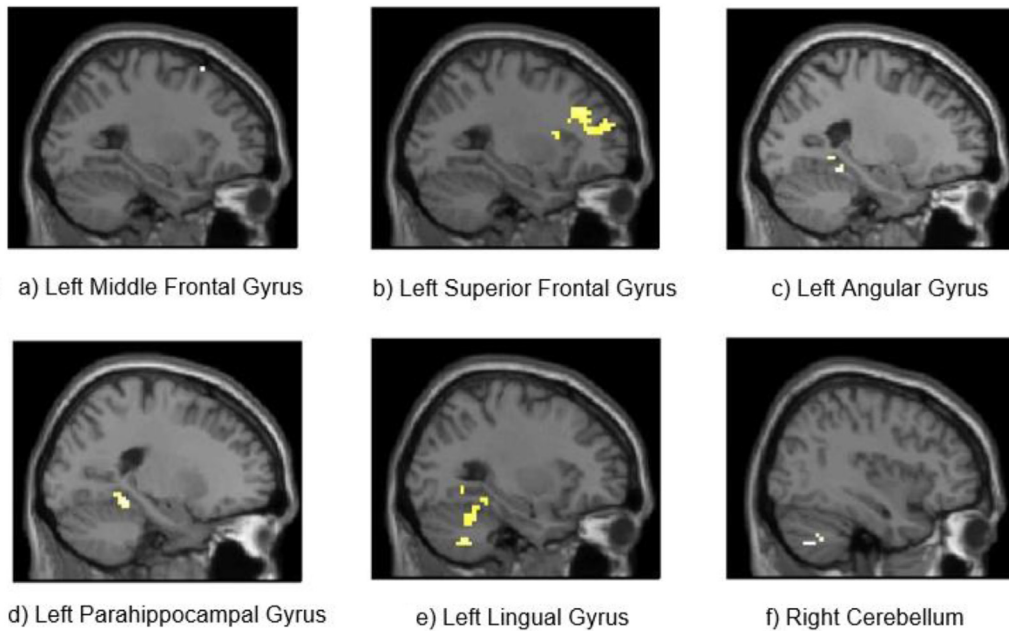 a) Left Middle Frontal Gyrus
b) Left Superior Frontal Gyrus
c) Left Angular Gyrus
d) Left Parahippocampal Gyrus
e) Left Lingual Gyrus
f) Right Cerebellum